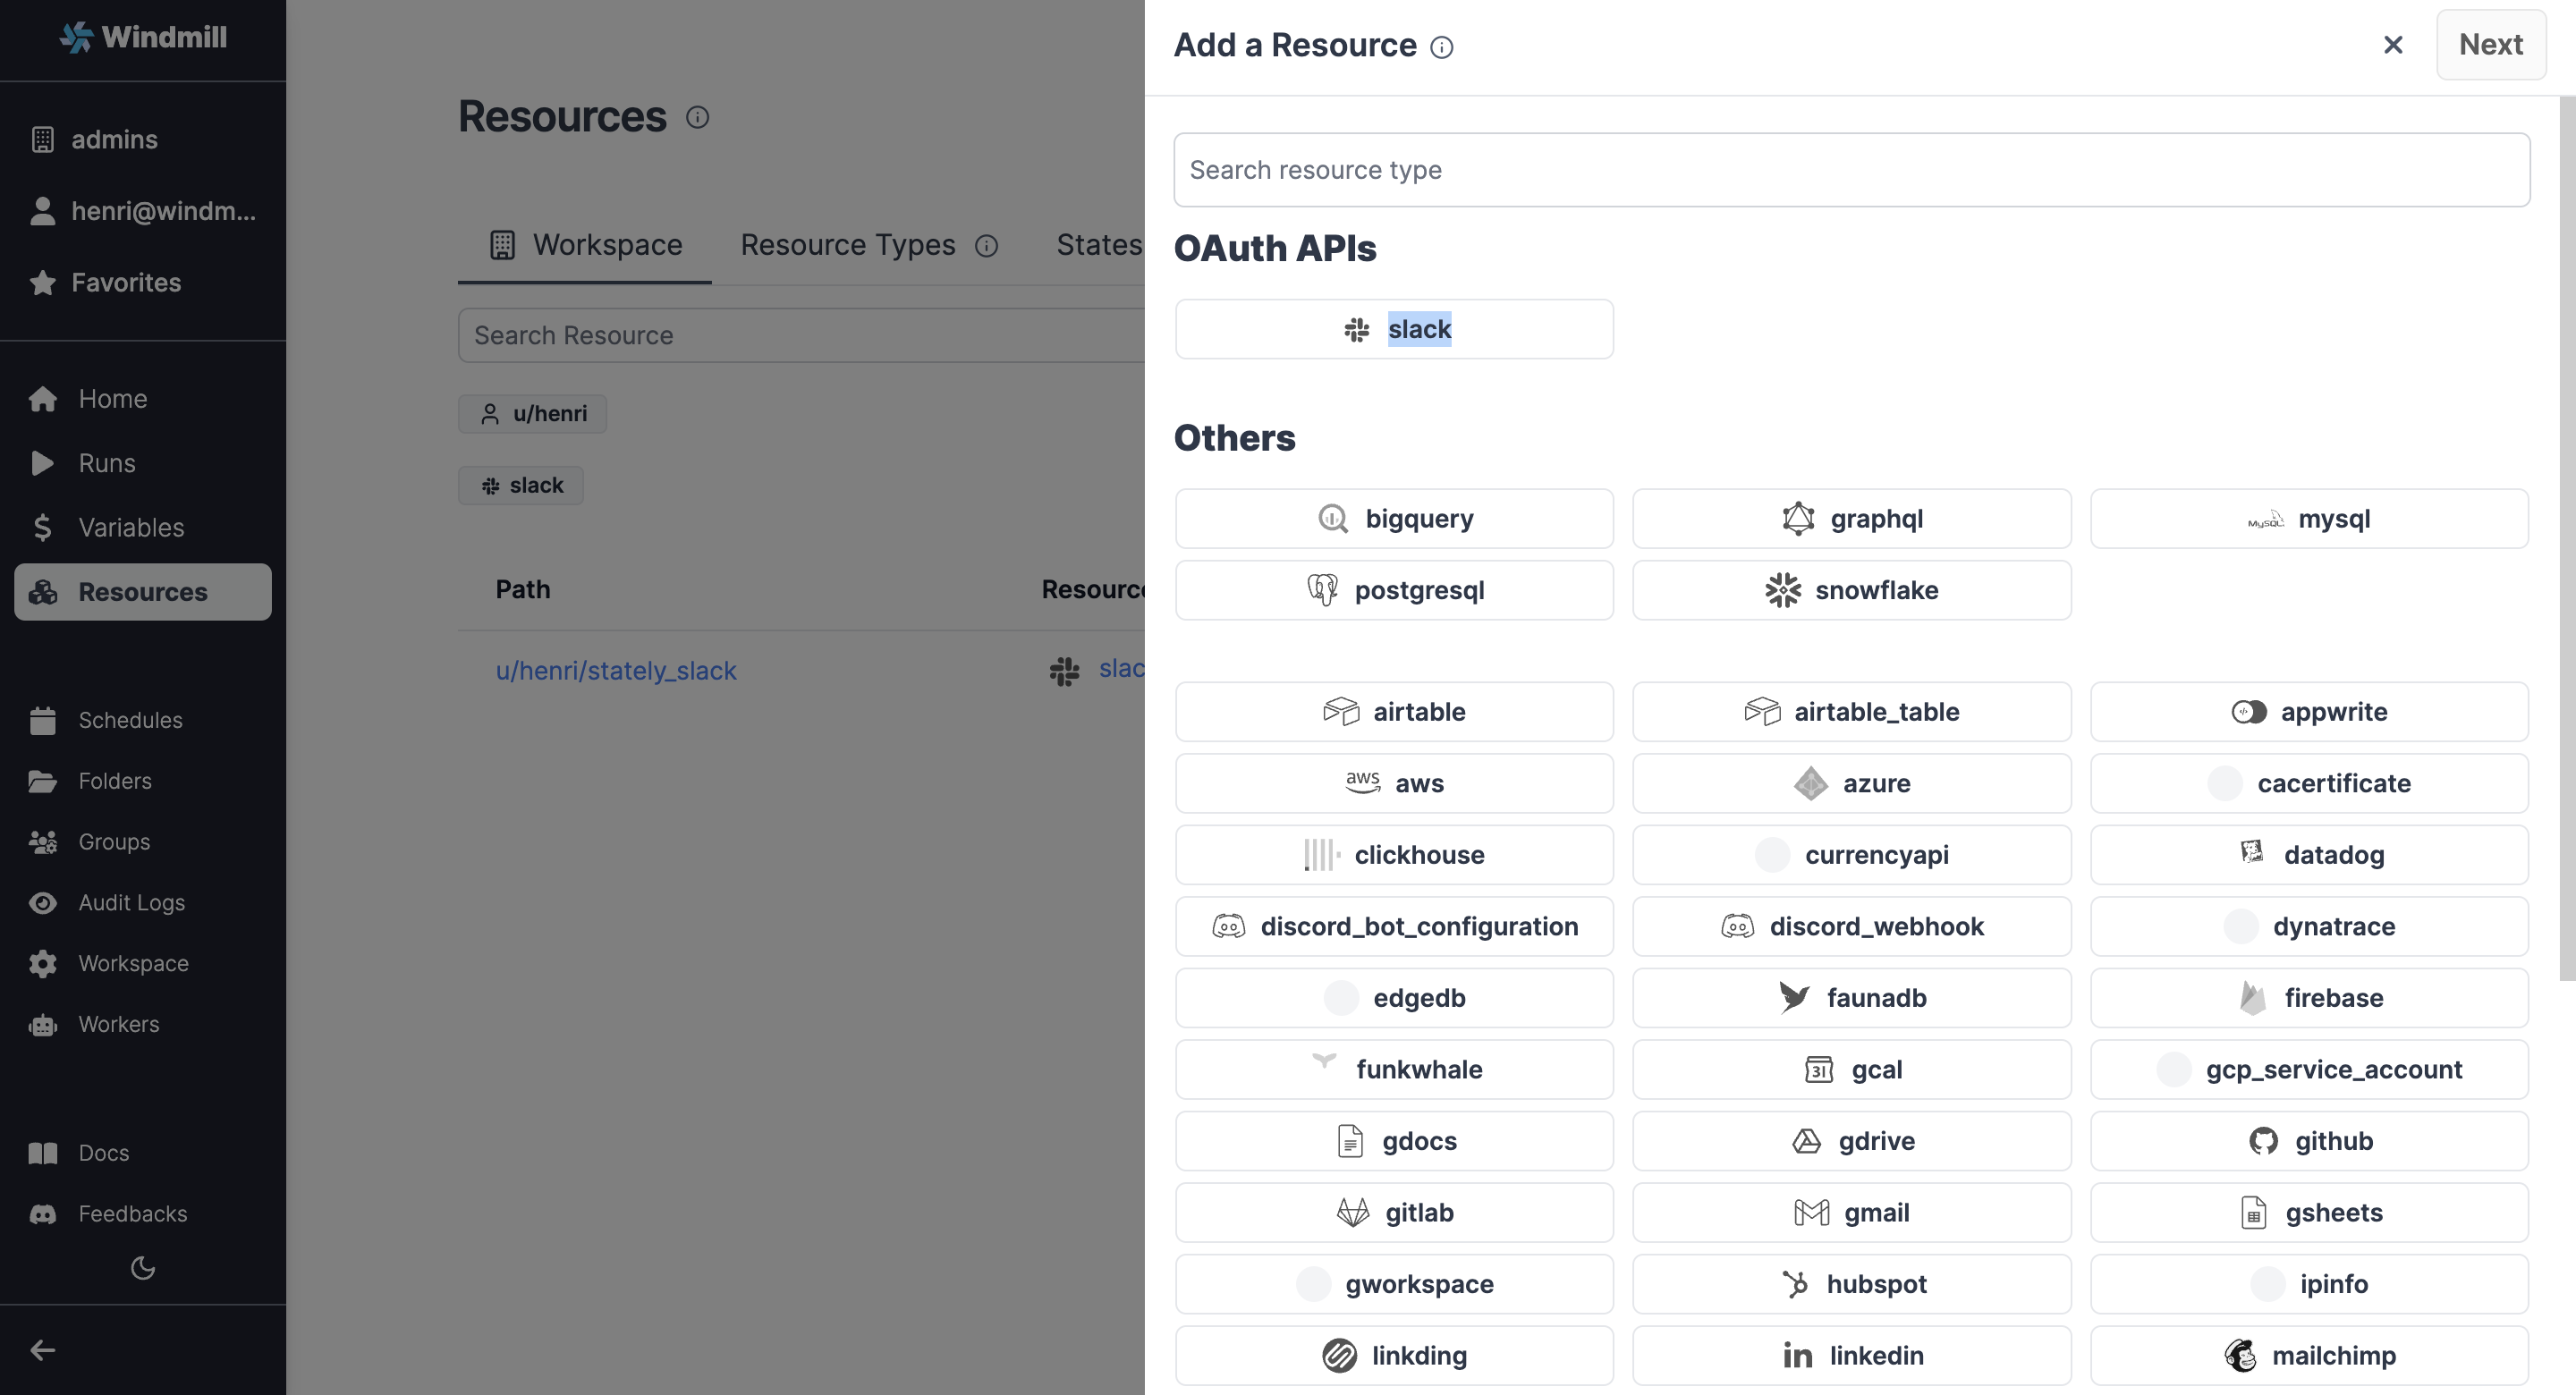 Windmill
admins
henri@windm...
Favorites
Home
Runs
Variables
Resources
Schedules
Folders
Groups
Audit Logs
Workspace
Workers
Docs
Feedbacks
Resources
Workspace
Resource Types
States
Search Resource
u/henri
slack
Path
Resourc
u/henri/stately_slack
slac
Add a Resource
Next
Search resource type
OAuth APIs
slack
Others
bigquery
graphql
MySQL mysql
postgresql
snowflake
airtable
airtable_table
appwrite
aws aws
azure
cacertificate
clickhouse
currencyapi
datadog
discord_bot_configuration
discord_webhook
dynatrace
edgedb
faunadb
firebase
funkwhale
31 gcal
gcp_service_account
gdocs
gdrive
github
gitlab
gmail
gsheets
gworkspace
hubspot
ipinfo
linkding
in linkedin
mailchimp